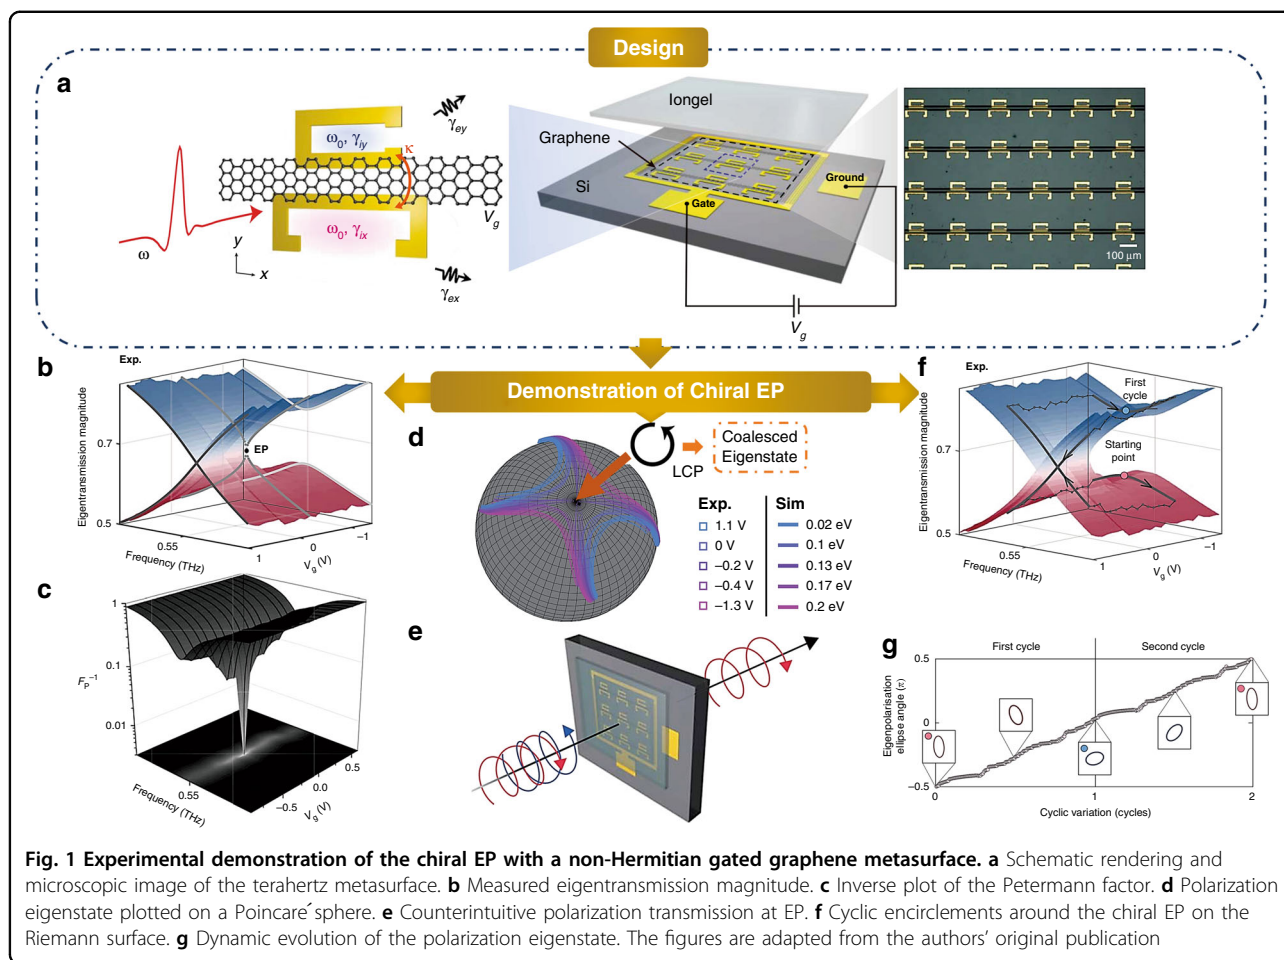 Design
a
ω0, γiy
γey
κ
ω0, γix
Vg
ω
y
x
γex
Iongel
Graphene
Si
Ground
Gate
Vg
100 μm
b
Exp.
Eigentransmission magnitude
0.7
0.5
EP
Frequency (THz)
0.55
1
0
−1
Vg (V)
Demonstration of Chiral EP
f
Exp.
Eigentransmission magnitude
0.7
0.5
First
cycle
Starting
point
Frequency (THz)
0.55
1
0
−1
Vg (V)
d
LCP
Coalesced
Eigenstate
Exp.
Sim
1.1 V
0.02 eV
0 V
0.1 eV
−0.2 V
0.13 eV
−0.4 V
0.17 eV
−1.3 V
0.2 eV
c
FP−1
1
0.1
0.01
Frequency (THz)
0.55
−0.5
0.0
0.5
Vg (V)
e
g
First cycle
Second cycle
Eigenpolarisation
ellipse angle (π)
0.5
0
−0.5
0
1
2
Cyclic variation (cycles)
Fig. 1 Experimental demonstration of the chiral EP with a non-Hermitian gated graphene metasurface. a Schematic rendering and
microscopic image of the terahertz metasurface. b Measured eigentransmission magnitude. c Inverse plot of the Petermann factor. d Polarization
eigenstate plotted on a Poincare´sphere. e Counterintuitive polarization transmission at EP. f Cyclic encirclements around the chiral EP on the
Riemann surface. g Dynamic evolution of the polarization eigenstate. The figures are adapted from the authors' original publication